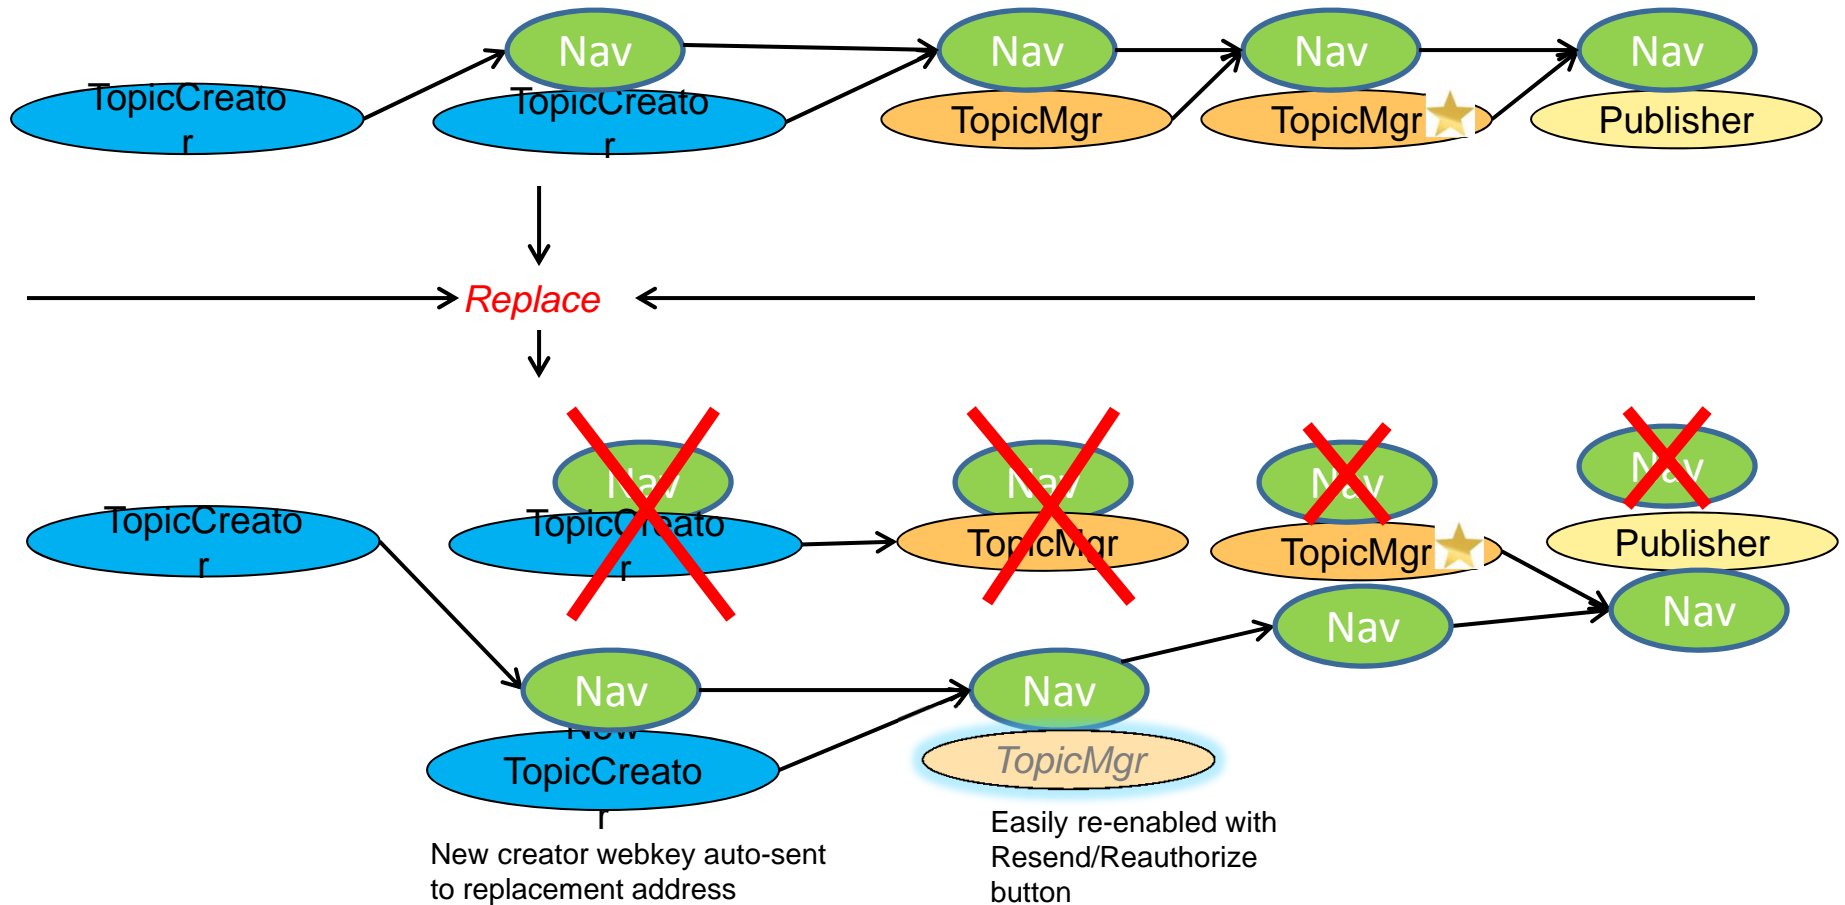 Nav
Nav
Nav
Nav
TopicCreato
r
TopicCreato
r
TopicMgr
TopicMgr
Publisher
Replace
Nav
Nav
Nav
Nav
TopicCreato
r
TopicCreato
r
TopicMgr
TopicMgr
Publisher
Nav
Nav
Nav
Nav
New
TopicCreato
r
TopicMgr
New creator webkey auto-sent
to replacement address
Easily re-enabled with
Resend/Reauthorize
button